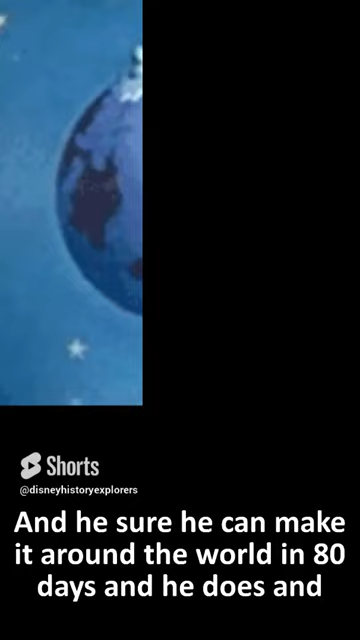 Shorts
@disneyhistoryexplorers
And he sure he can make
it around the world in 80
days and he does and